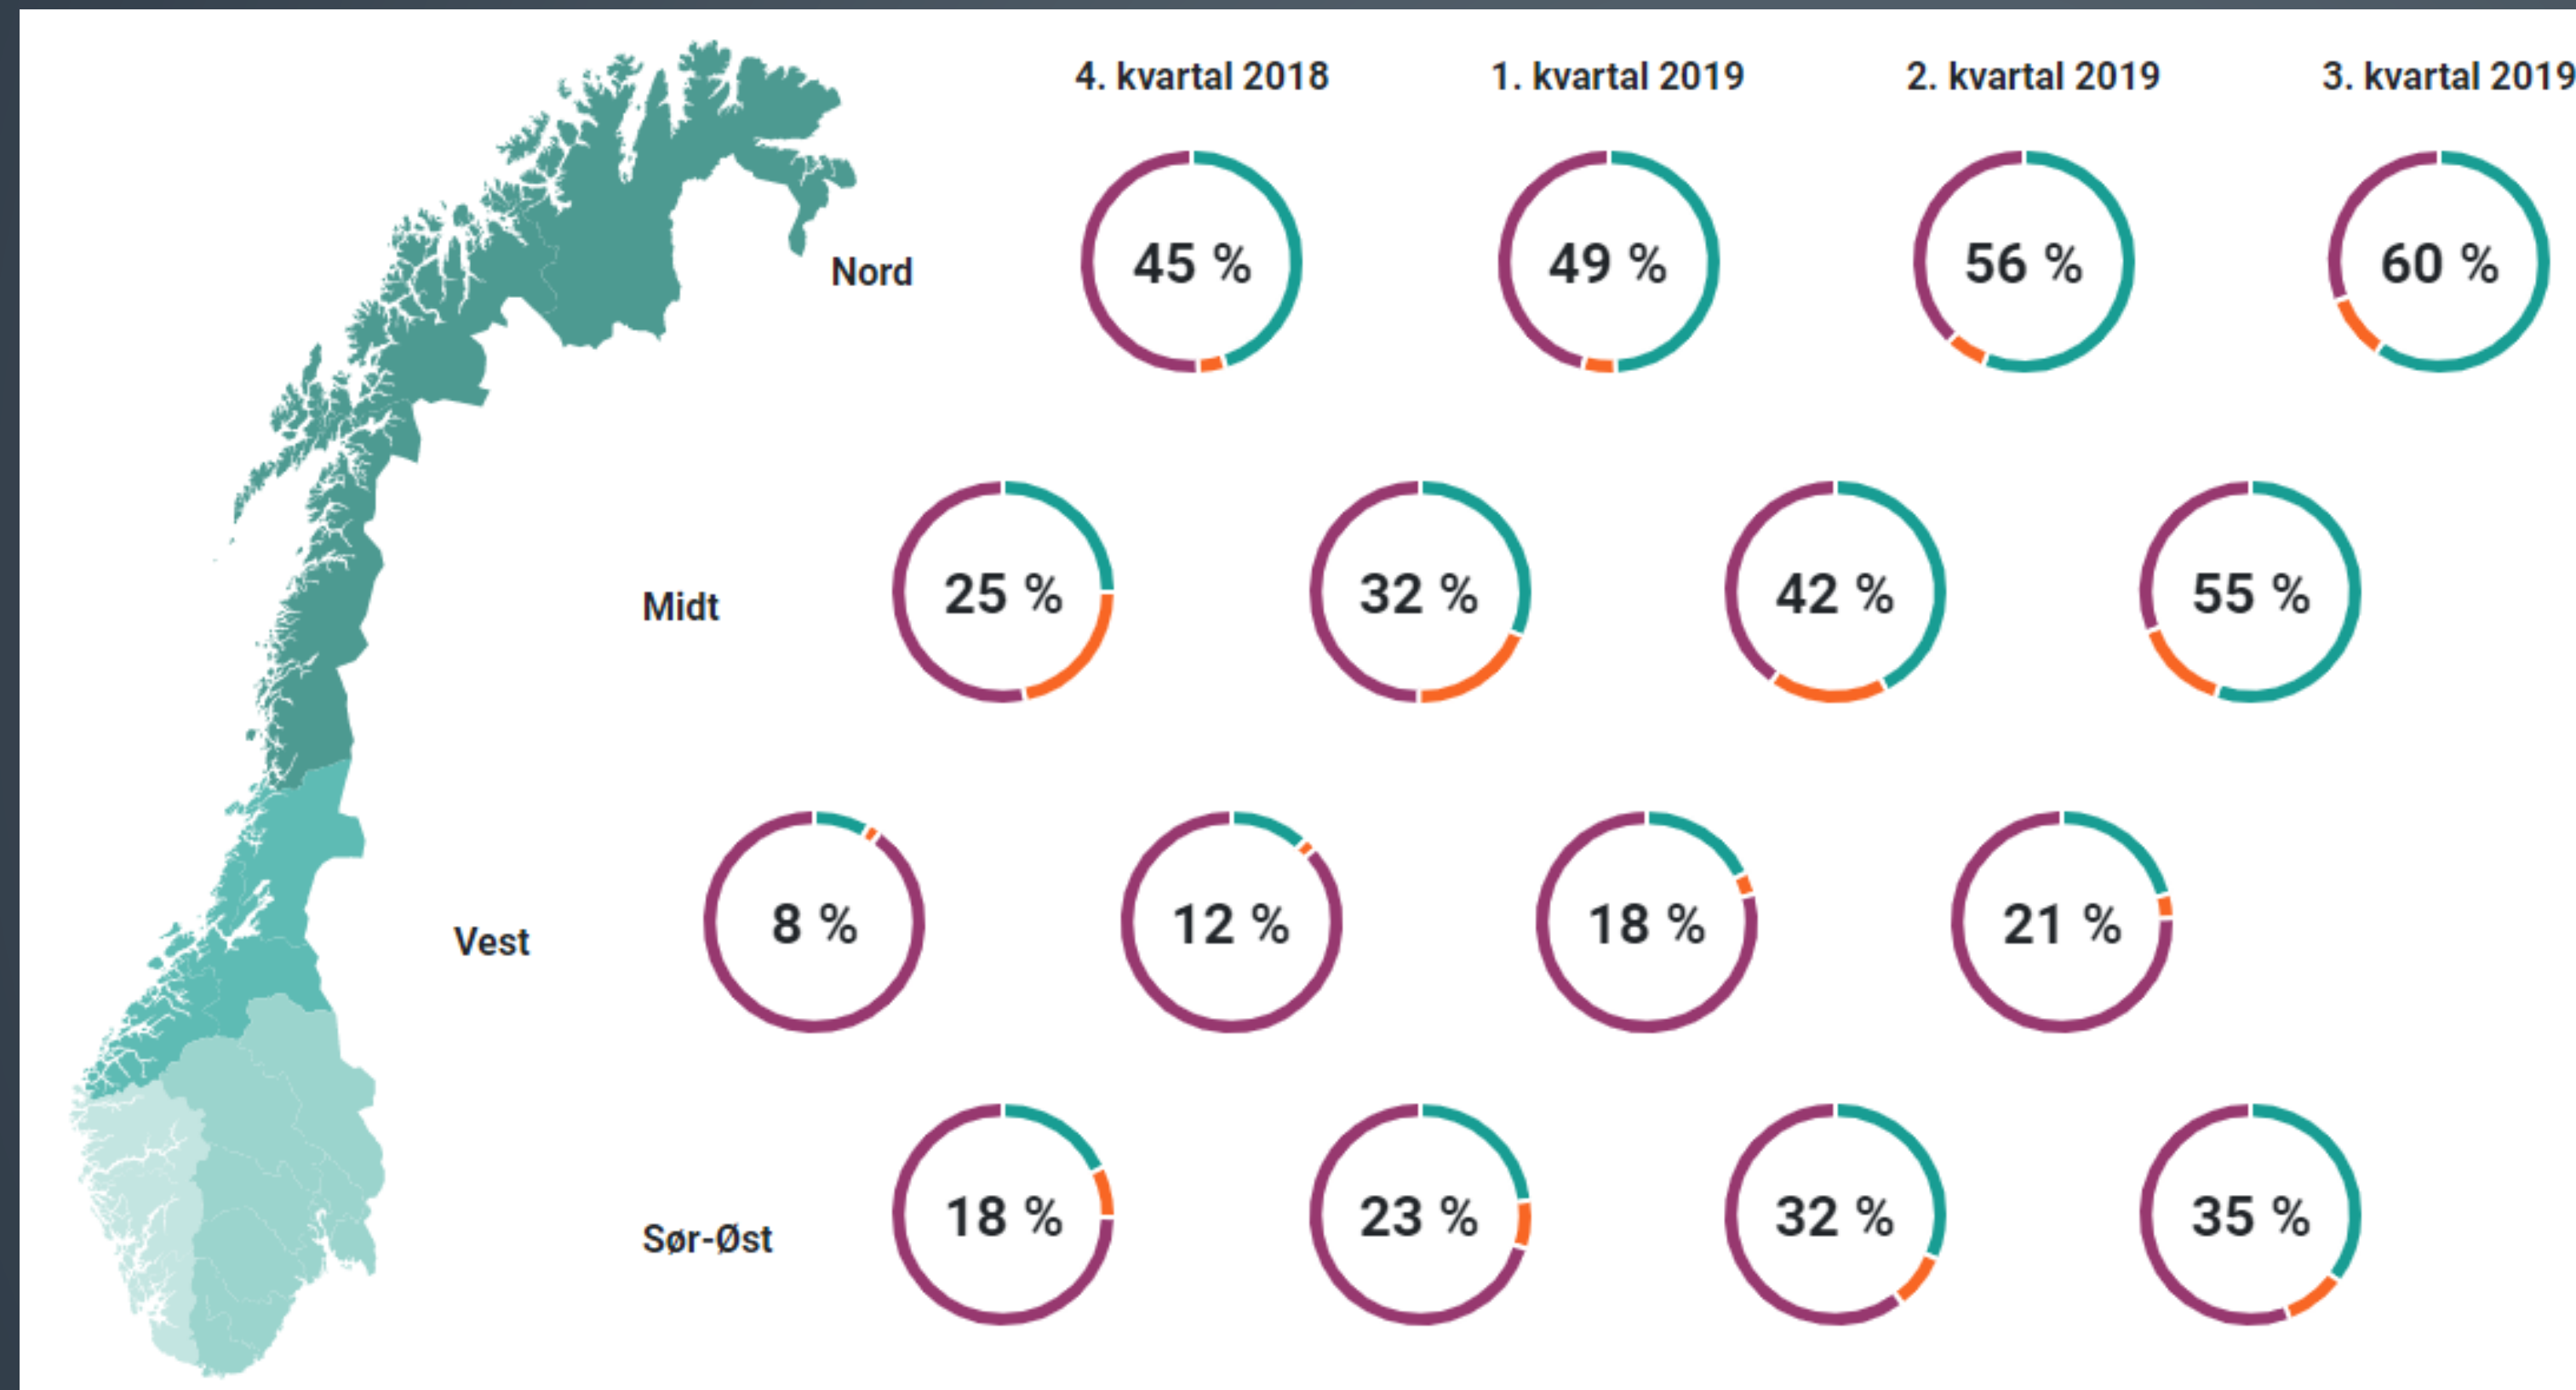 4. kvartal 2018 1. kvartal 2019 2. kvartal 2019 3. kvartal 2019
Nord 45 % 49 % 56 % 60 %
Midt 25 % 32 % 42 % 55 %
Vest 8 % 12 % 18 % 21 %
Sør-Øst 18 % 23 % 32 % 35 %